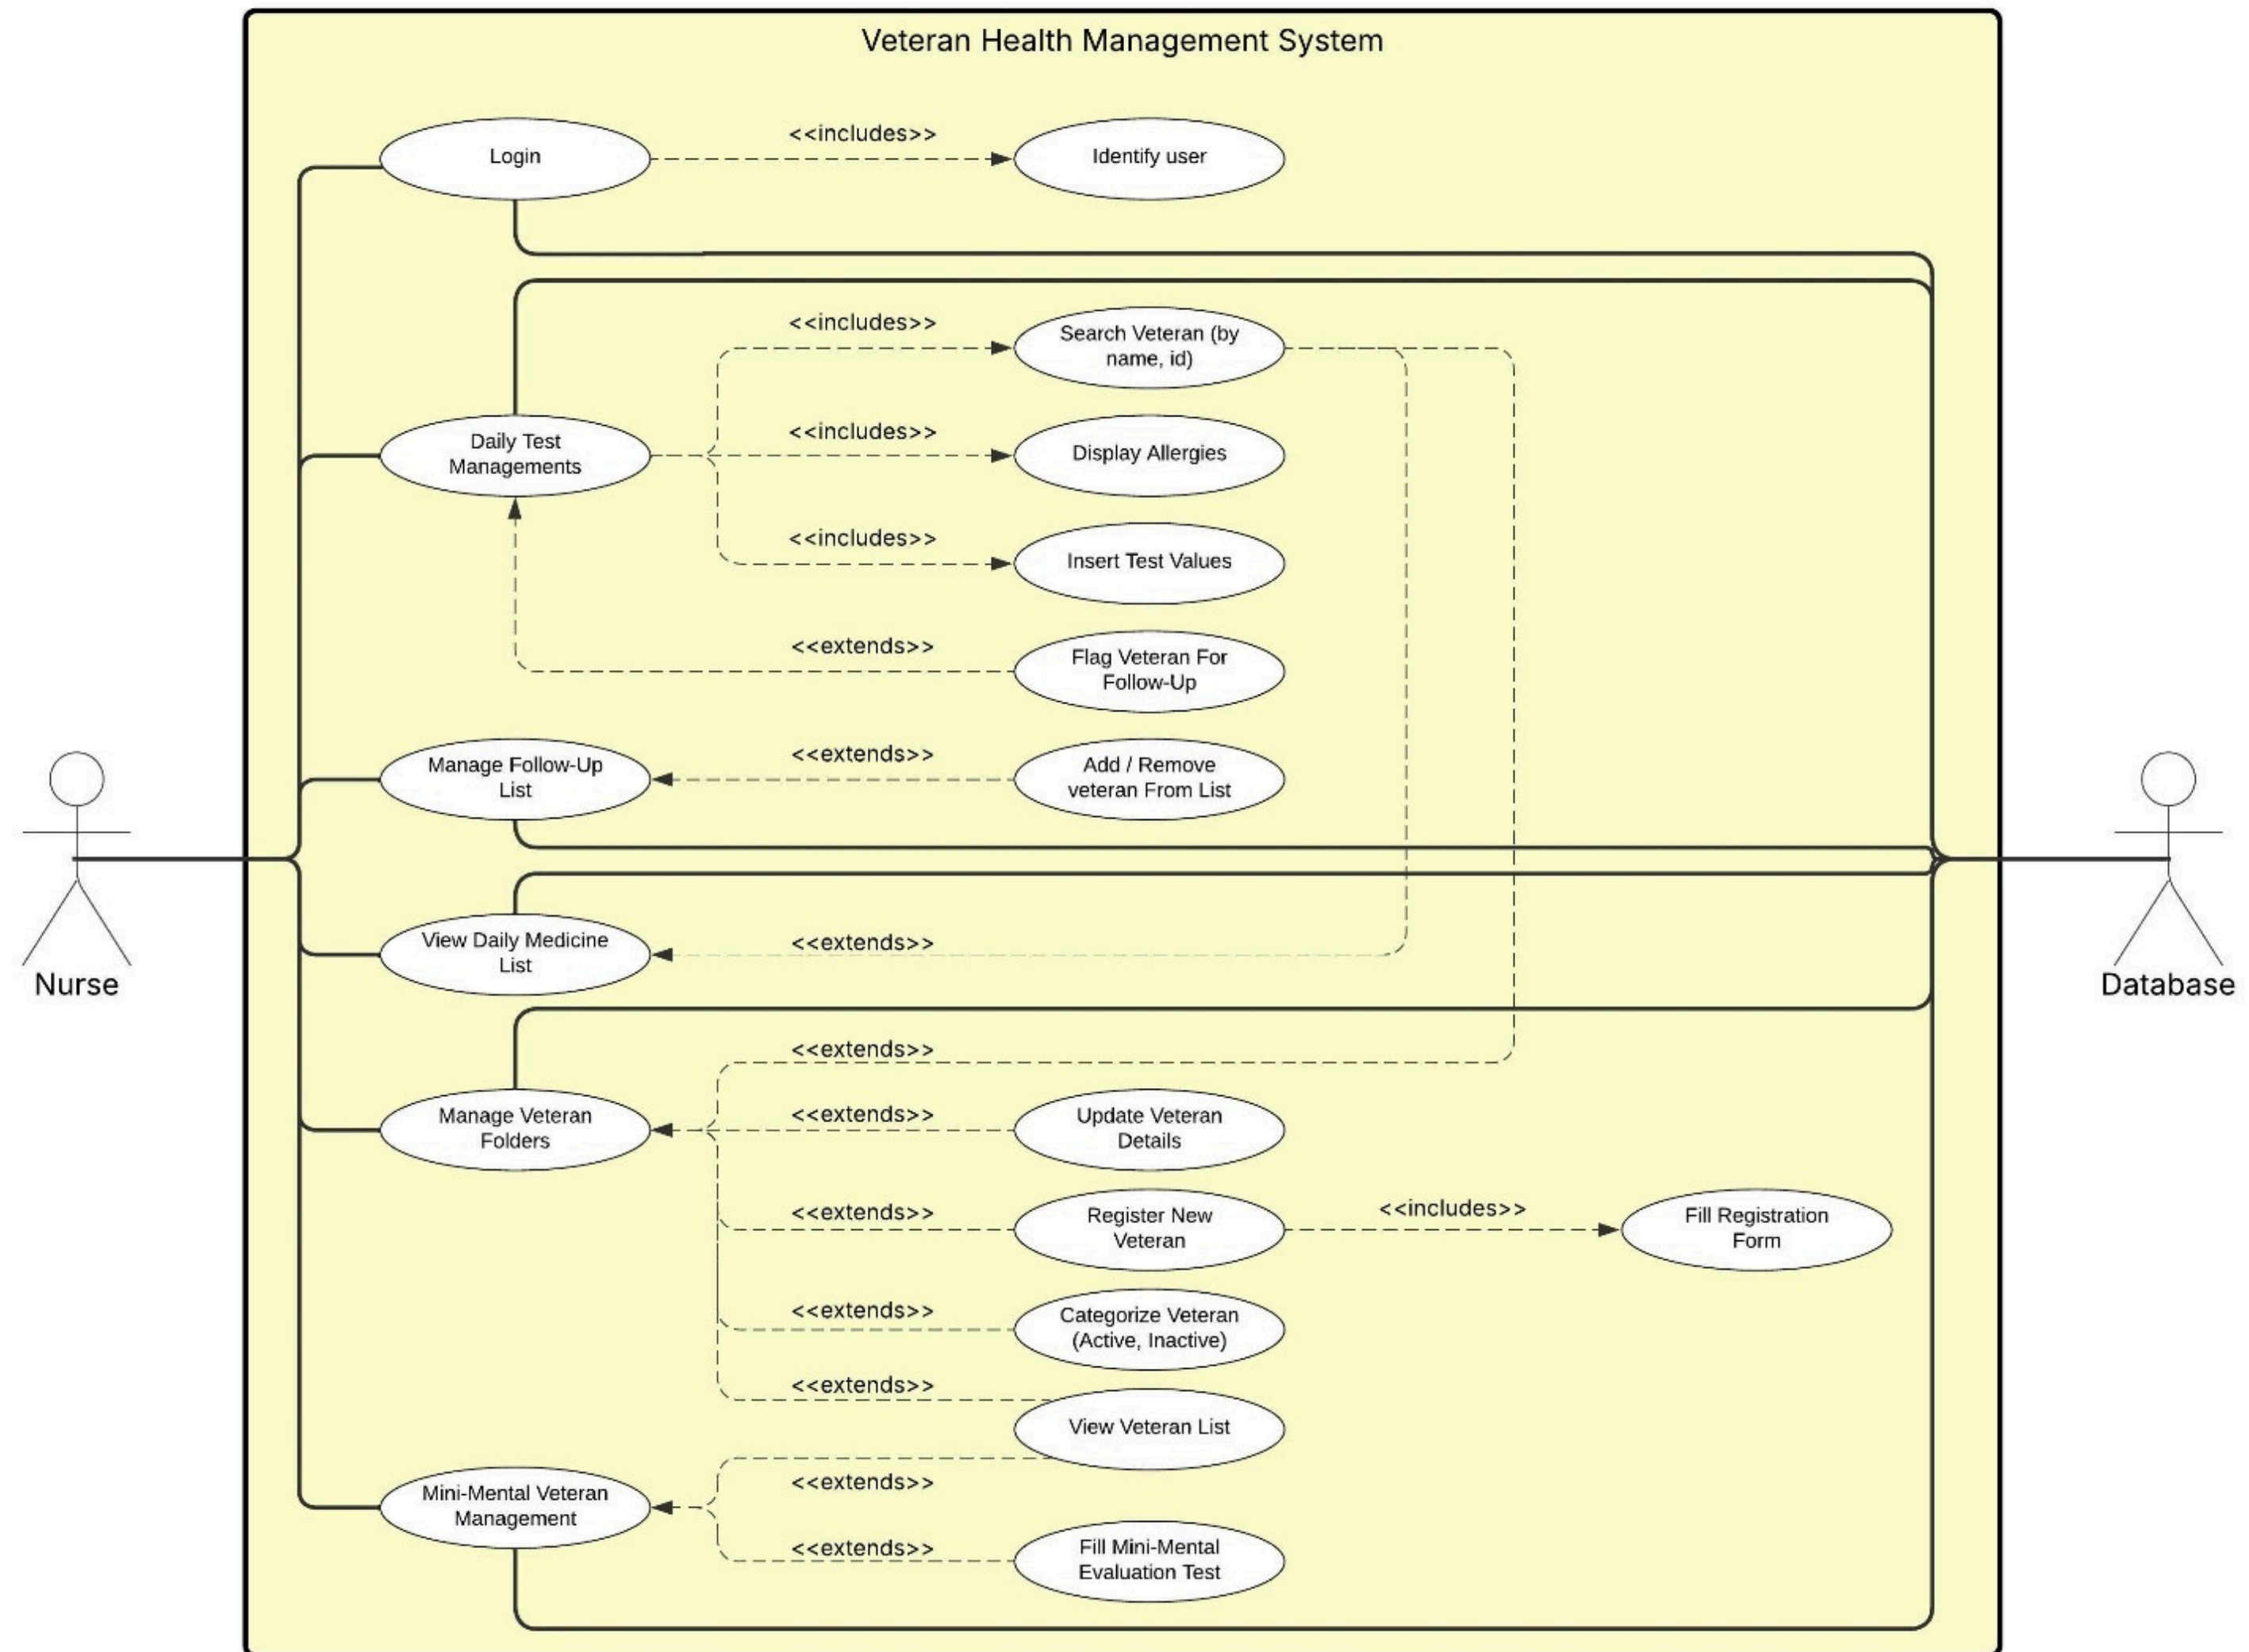 Veteran Health Management System
Login
<<includes>>
Identify user
<<includes>>
Search Veteran (by
name, id)
Daily Test
Managements
<<includes>>
Display Allergies
<<includes>>
Insert Test Values
<<extends>>
Flag Veteran For
Follow-Up
Manage Follow-Up
List
<<extends>>
Add / Remove
veteran From List
Nurse
View Daily Medicine
List
<<extends>>
Database
<<extends>>
Manage Veteran
Folders
<<extends>>
Update Veteran
Details
<<extends>>
Register New
Veteran
<<includes>>
Fill Registration
Form
<<extends>>
Categorize Veteran
(Active, Inactive)
<<extends>>
View Veteran List
Mini-Mental Veteran
Management
<<extends>>
<<extends>>
Fill Mini-Mental
Evaluation Test